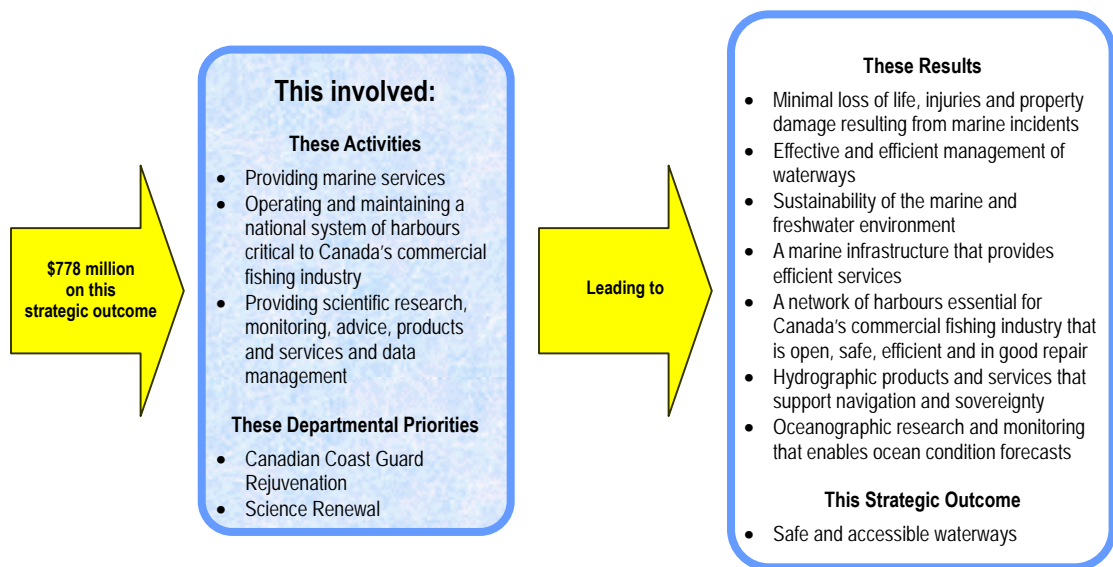 $778 million
on this
strategic outcome
This involved:
These Activities
• Providing marine services
• Operating and maintaining a
national system of harbours
critical to Canada's commercial
fishing industry
• Providing scientific research,
monitoring, advice, products
and services and data
management
These Departmental Priorities
• Canadian Coast Guard
Rejuvenation
• Science Renewal
Leading to
These Results
• Minimal loss of life, injuries and property
damage resulting from marine incidents
• Effective and efficient management of
waterways
• Sustainability of the marine and
freshwater environment
• A marine infrastructure that provides
efficient services
• A network of harbours essential for
Canada's commercial fishing industry that
is open, safe, efficient and in good repair
• Hydrographic products and services that
support navigation and sovereignty
• Oceanographic research and monitoring
that enables ocean condition forecasts
This Strategic Outcome
• Safe and accessible waterways